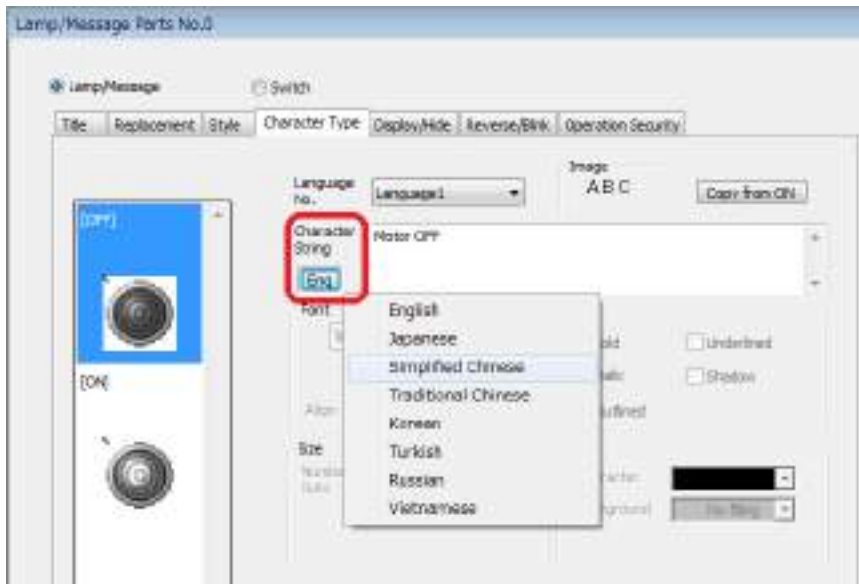 Lamp/Message Parts No.0
Lamp/Message Switch
Title Replacement Style Character Type Display/Hide Reverse/Blink Operation Security
Image
Language No. Language1 ABC Copy from ON
[OFF]
Character String Motor OFF
Eng
Font
English
Japanese
Underlined
Simplified Chinese
Shadow
[ON]
Traditional Chinese
Align
Korean
Size
Turkish
Russian
Vietnamese